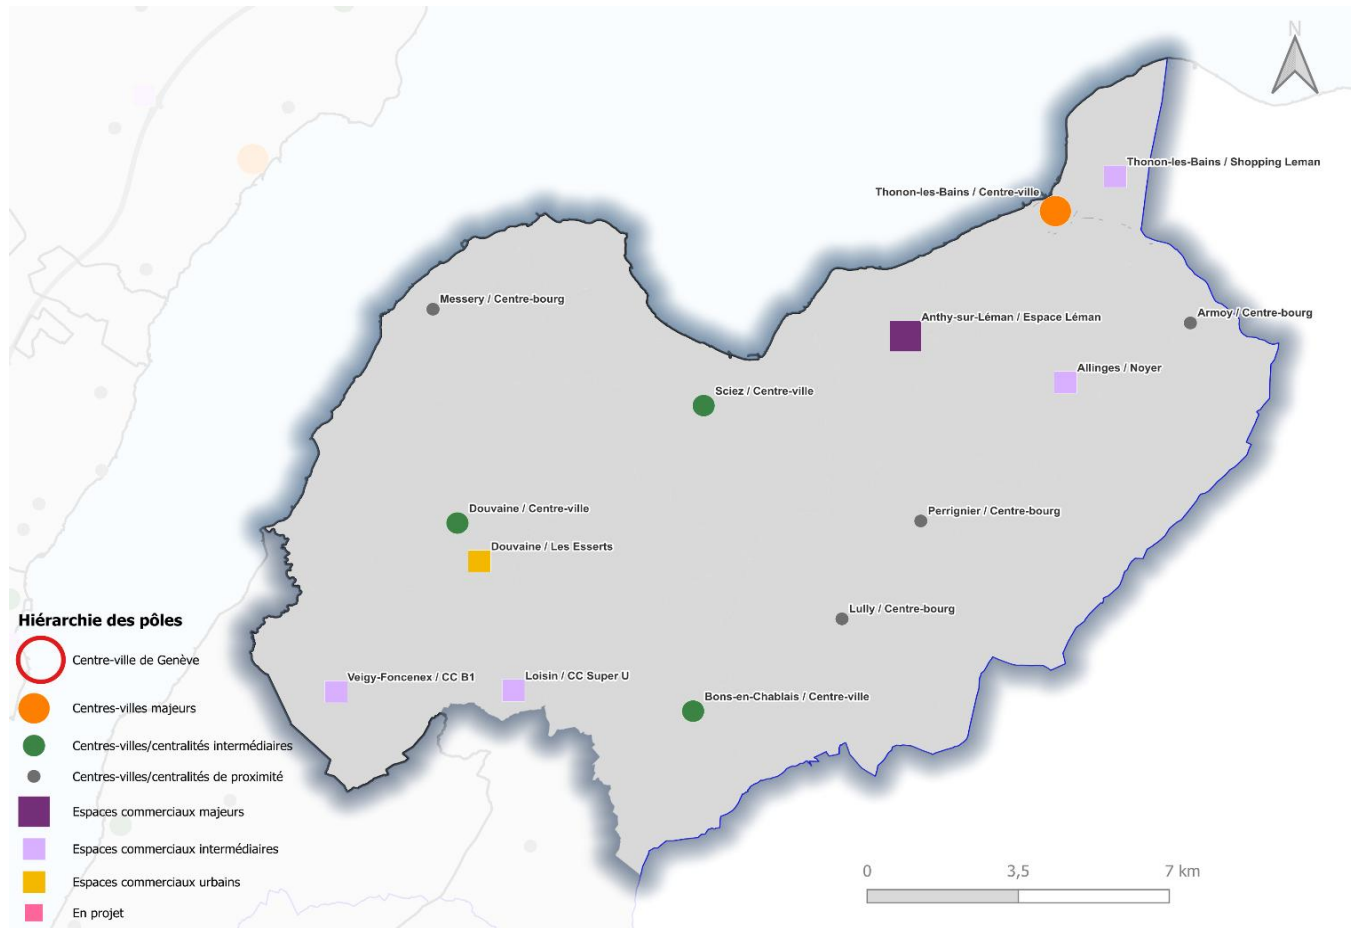 N
Thonon-les-Bains / Shopping Leman
Thonon-les-Bains / Centre-ville
Messery / Centre-bourg
Anthy-sur-Léman / Espace Léman
Armoy / Centre-bourg
Allinges / Noyer
Sciez / Centre-ville
Douvaine / Centre-ville
Perrignier / Centre-bourg
Douvaine / Les Esserts
Lully / Centre-bourg
Veigy-Foncenex / CC B1
Loisin / CC Super U
Bons-en-Chablais / Centre-ville
Hiérarchie des pôles
Centre-ville de Genève
Centres-villes majeurs
Centres-villes/centralités intermédiaires
Centres-villes/centralités de proximité
Espaces commerciaux majeurs
Espaces commerciaux intermédiaires
Espaces commerciaux urbains
En projet
0 3,5 7 km